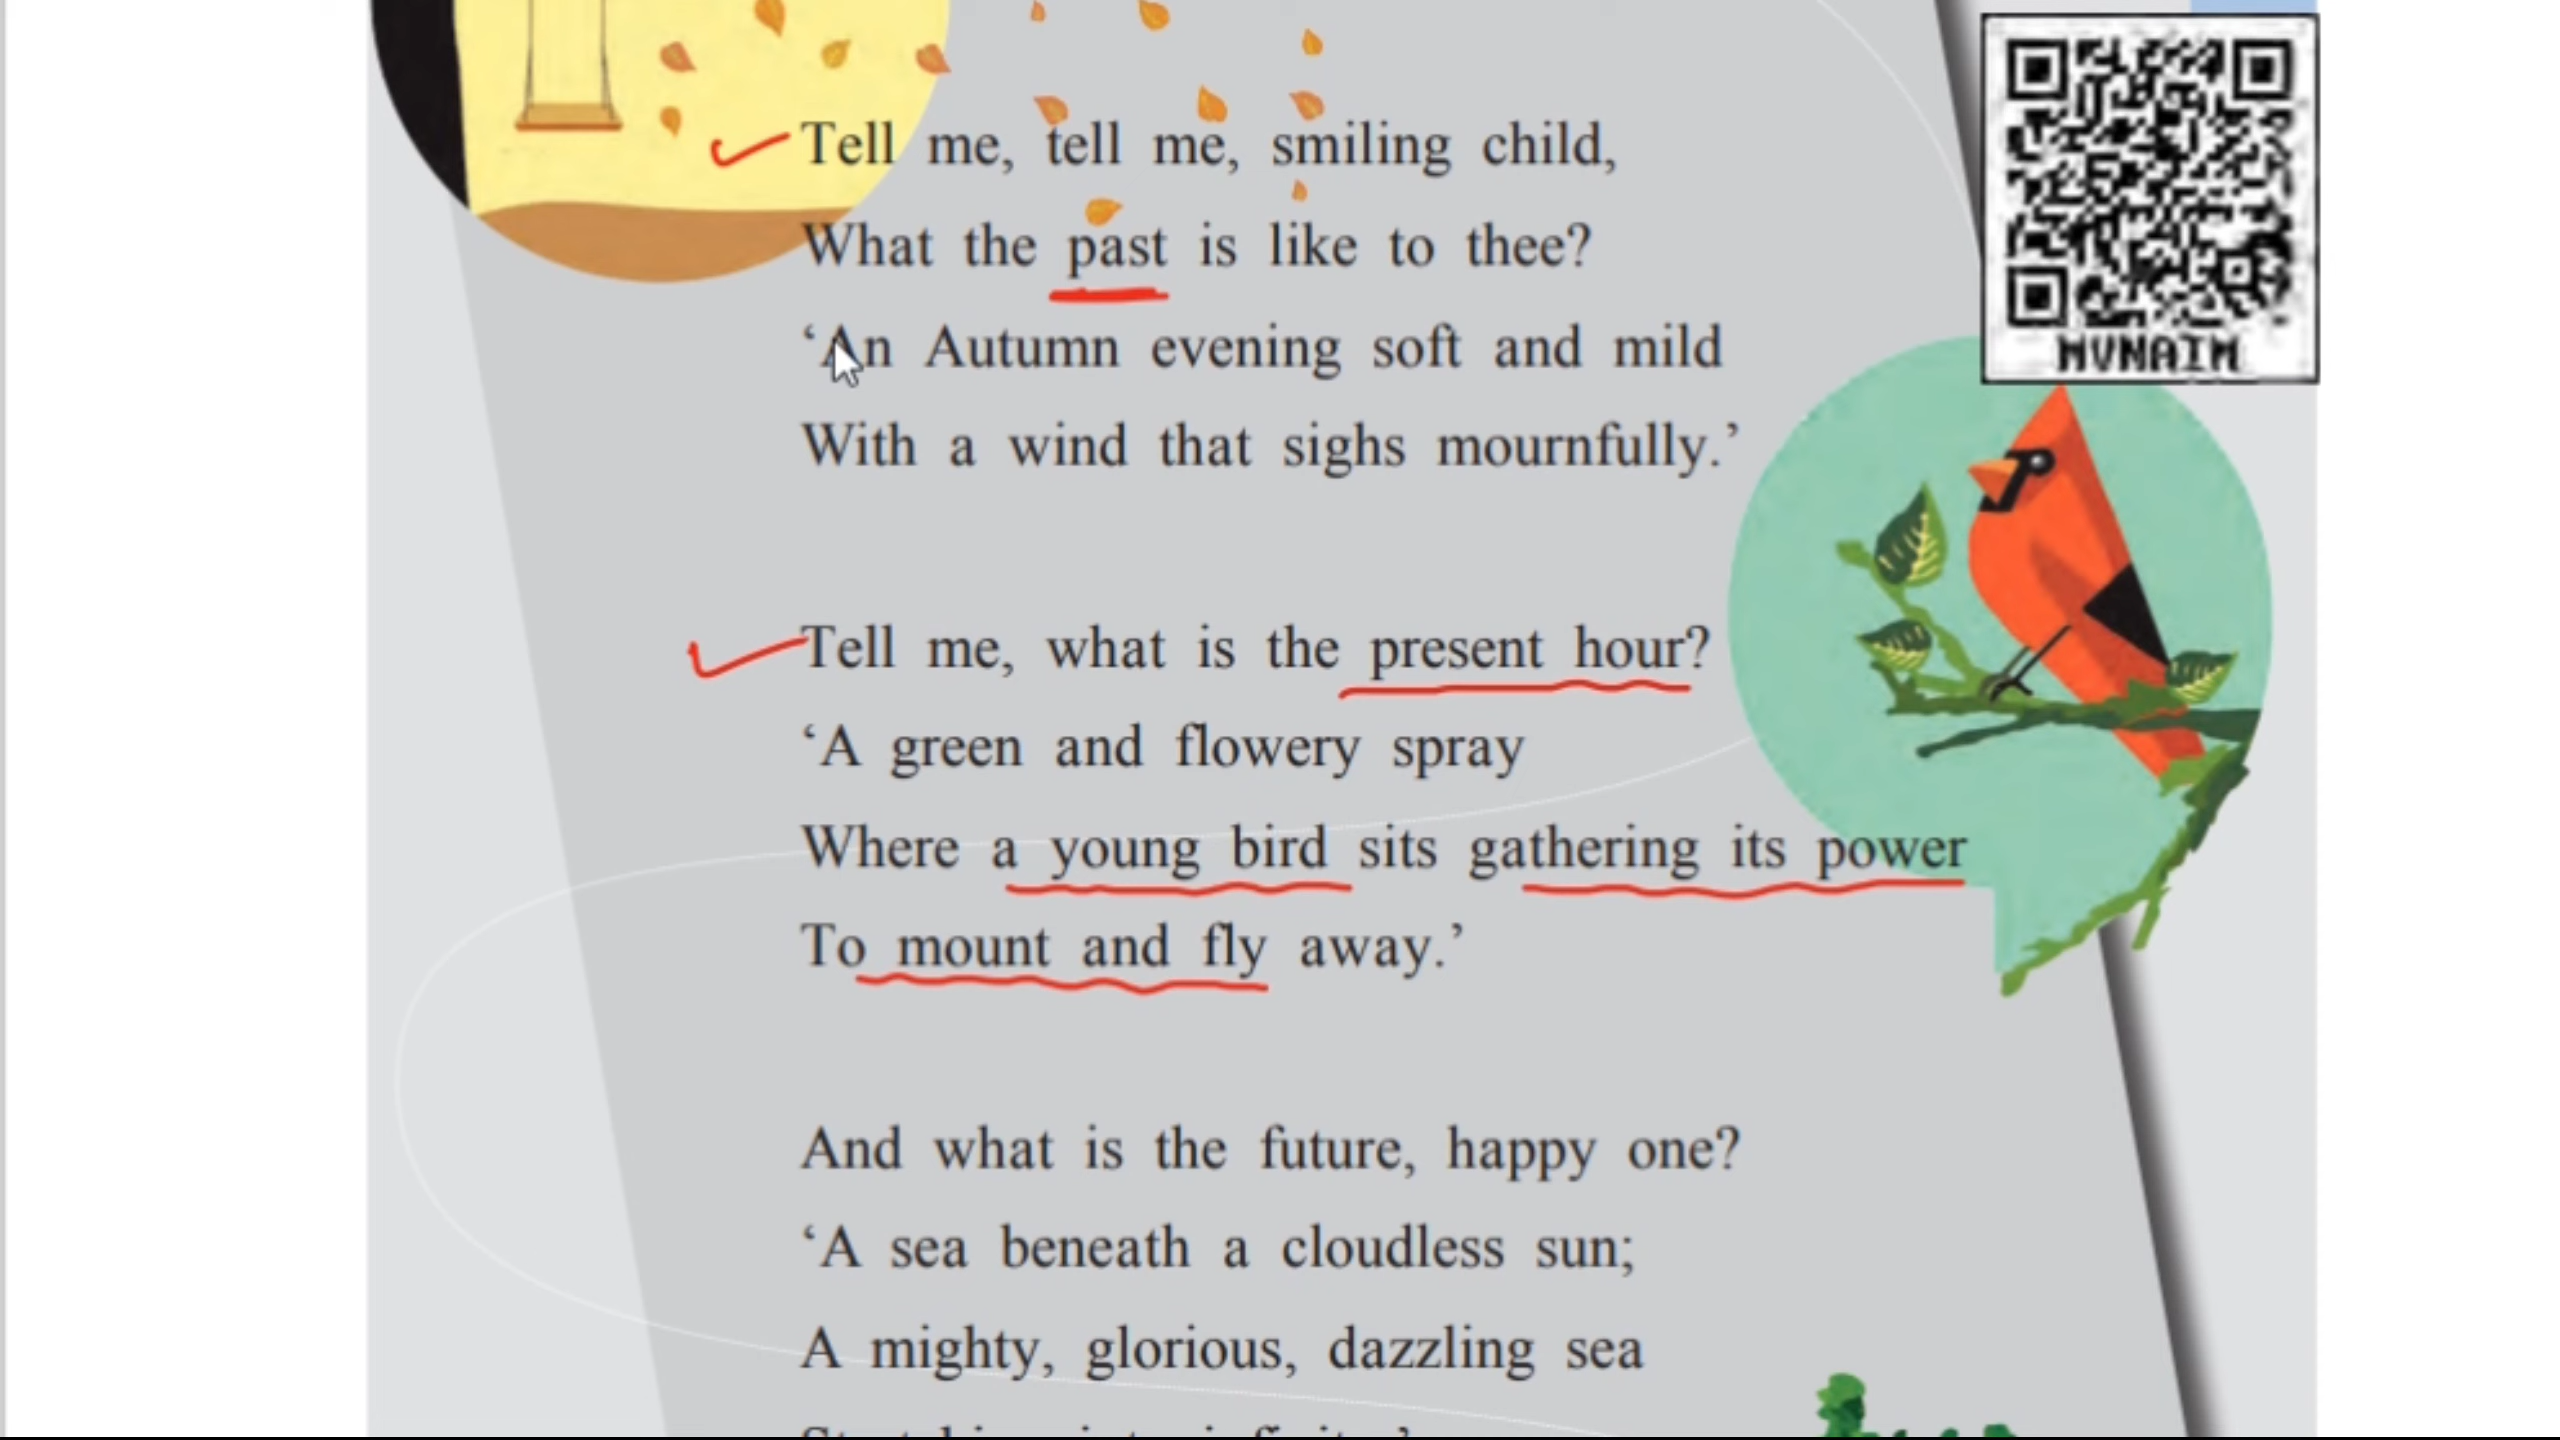 Tell me, tell me, smiling child,
What the past is like to thee?
‘An Autumn evening soft and mild
With a wind that sighs mournfully.’
Tell me, what is the present hour?
‘A green and flowery spray
Where a young bird sits gathering its power
To mount and fly away.’
And what is the future, happy one?
‘A sea beneath a cloudless sun;
A mighty, glorious, dazzling sea